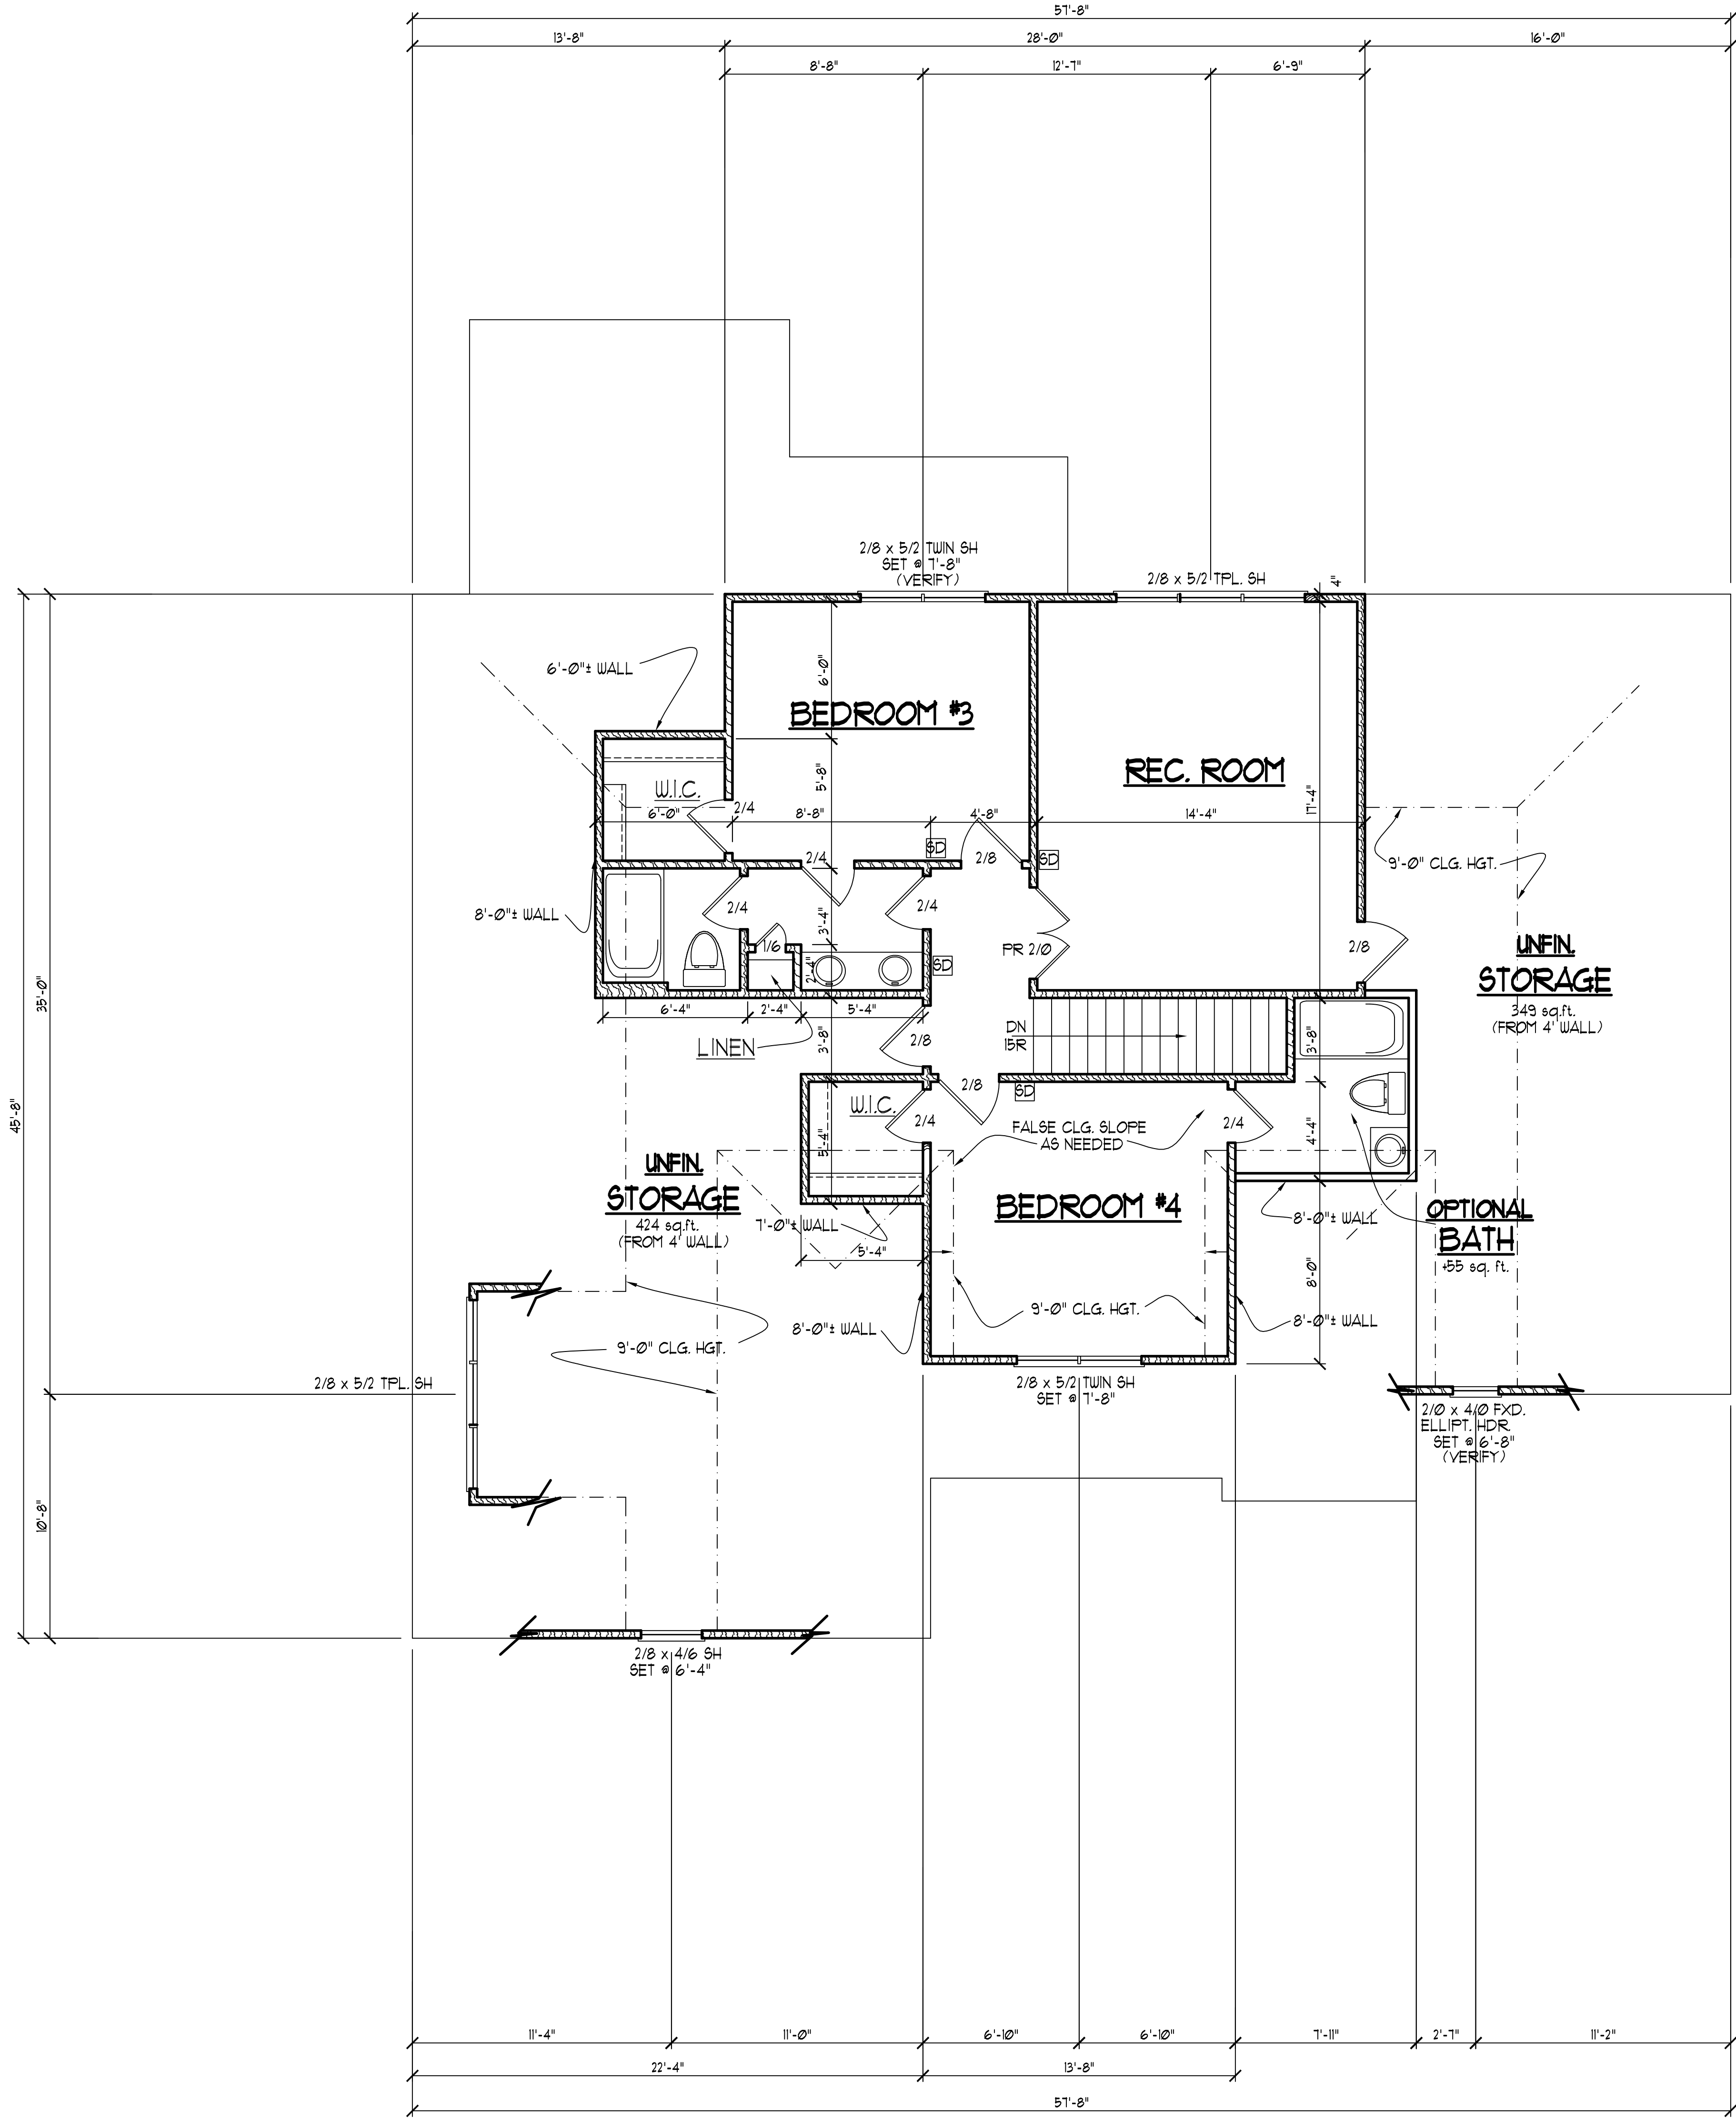 57'-8"
13'-8"
28'-0"
16'-0"
8'-8"
12'-7"
6'-9"
2/8 x 5/2 TWIN SH
SET @ 7'-8"
(VERIFY)
2/8 x 5/2 TPL. SH
4"
6'-0"± WALL
6'-0"
BEDROOM #3
REC. ROOM
W.I.C.
5'-8"
17'-4"
2/4
6'-0"
8'-8"
4'-8"
14'-4"
SD
SD
2/4
2/8
9'-0" CLG. HGT.
8'-0"± WALL
2/4
2/4
3'-4"
1/6
PR 2/0
2/8
SD
2'-4"
UNFIN.
STORAGE
349 sq.ft.
(FROM 4' WALL)
35'-0"
6'-4"
2'-4"
5'-4"
LINEN
3'-8"
2/8
DN
15R
3'-8"
2/8
SD
45'-8"
W.I.C.
2/4
FALSE CLG. SLOPE
AS NEEDED
2/4
4'-4"
5'-4"
UNFIN.
STORAGE
424 sq.ft.
(FROM 4' WALL)
7'-0"± WALL
5'-4"
BEDROOM #4
8'-0"± WALL
OPTIONAL
BATH
+55 sq. ft.
8'-0"
9'-0" CLG. HGT.
8'-0"± WALL
8'-0"± WALL
9'-0" CLG. HGT.
2/8 x 5/2 TPL. SH
2/8 x 5/2 TWIN SH
SET @ 7'-8"
2/0 x 4/0 FXD.
ELLIPT. HDR.
SET @ 6'-8"
(VERIFY)
10'-8"
2/8 x 4/6 SH
SET @ 6'-4"
11'-4"
11'-0"
6'-10"
6'-10"
7'-11"
2'-7"
11'-2"
22'-4"
13'-8"
57'-8"